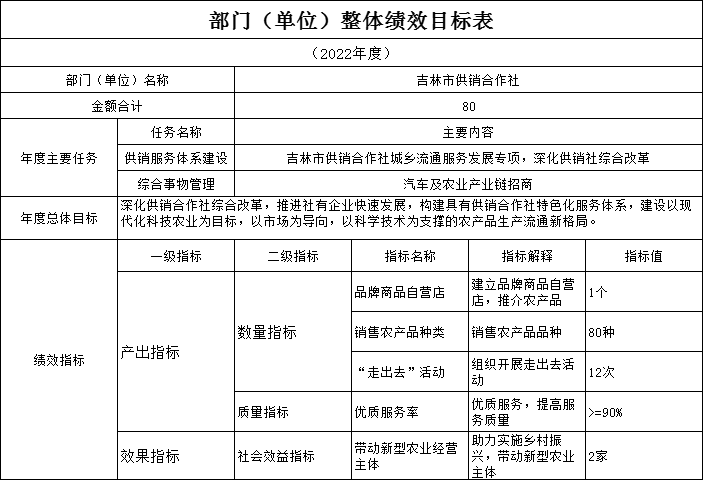 部门（单位）整体绩效目标表
（2022年度）
部门（单位）名称 吉林市供销合作社
金额合计 80
年度主要任务 任务名称 主要内容
供销服务体系建设 吉林市供销合作社城乡流通服务发展专项，深化供销社综合改革
综合事物管理 汽车及农业产业链招商
年度总体目标
深化供销合作社综合改革，推进社有企业快速发展，构建具有供销合作社特色化服务体系，建设以现
代化科技农业为目标，以市场为导向，以科学技术为支撑的农产品生产流通新格局。
绩效指标
一级指标 二级指标 指标名称 指标解释 指标值
产出指标
数量指标
品牌商品自营店
建立品牌商品自营
店，推介农产品
1个
销售农产品种类 销售农产品品种 80种
“走出去”活动
组织开展走出去活
动
12次
质量指标 优质服务率
优质服务，提高服
务质量
>=90%
效果指标 社会效益指标
带动新型农业经营
主体
助力实施乡村振
兴，带动新型农业
主体
2家